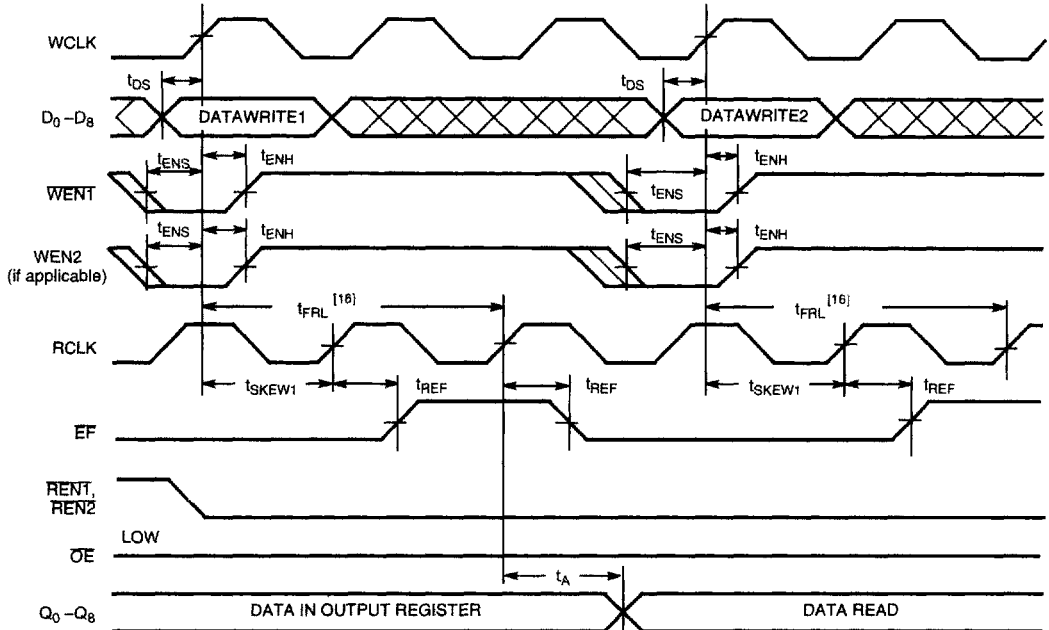 WCLK
tDS tDS
D0 –D8 DATAWRITE1 DATAWRITE2
tENS tENH tENH
WEN1 tENS
tENS tENH tENS tENH
WEN2
(if applicable)
tFRL [16] tFRL [16]
RCLK
tSKEW1 tREF tREF tSKEW1 tREF
EF
REN1,
REN2
LOW
OE
tA
Q0 –Q8 DATA IN OUTPUT REGISTER DATA READ